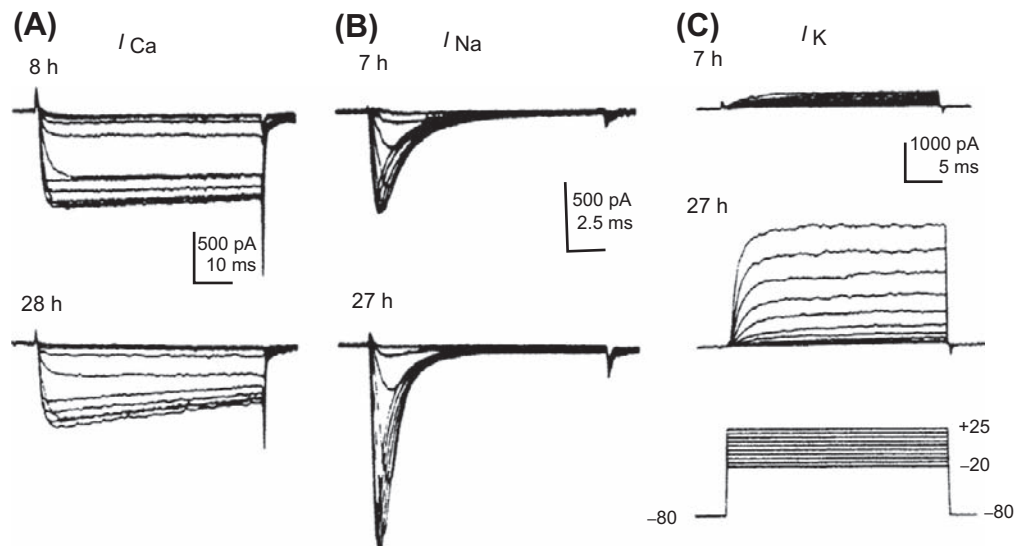 (A)
I Ca
8 h
500 pA
10 ms
28 h
(B)
I Na
7 h
500 pA
2.5 ms
27 h
(C)
I K
7 h
1000 pA
5 ms
27 h
+25
−20
−80
−80